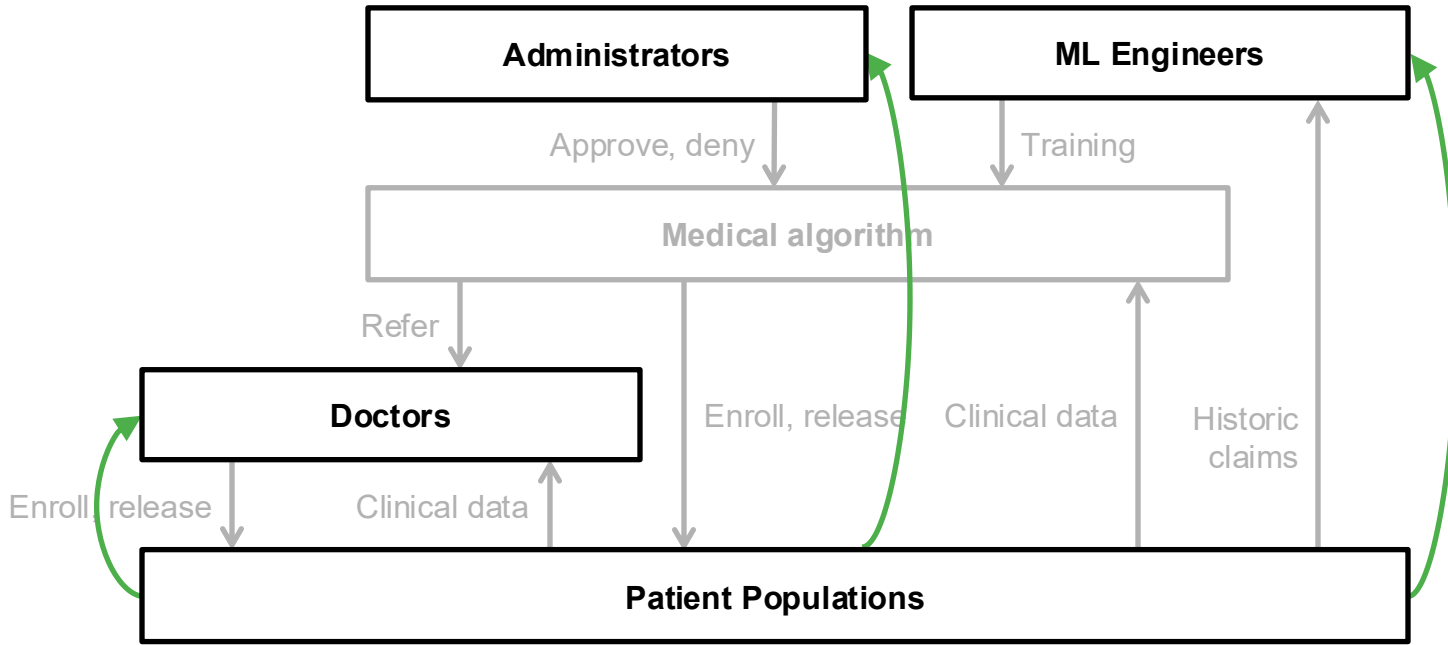 Administrators
ML Engineers
Approve, deny
Training
Medical algorithm
Refer
Doctors
Enroll, release
Clinical data
Historic
claims
Enroll, release
Clinical data
Patient Populations